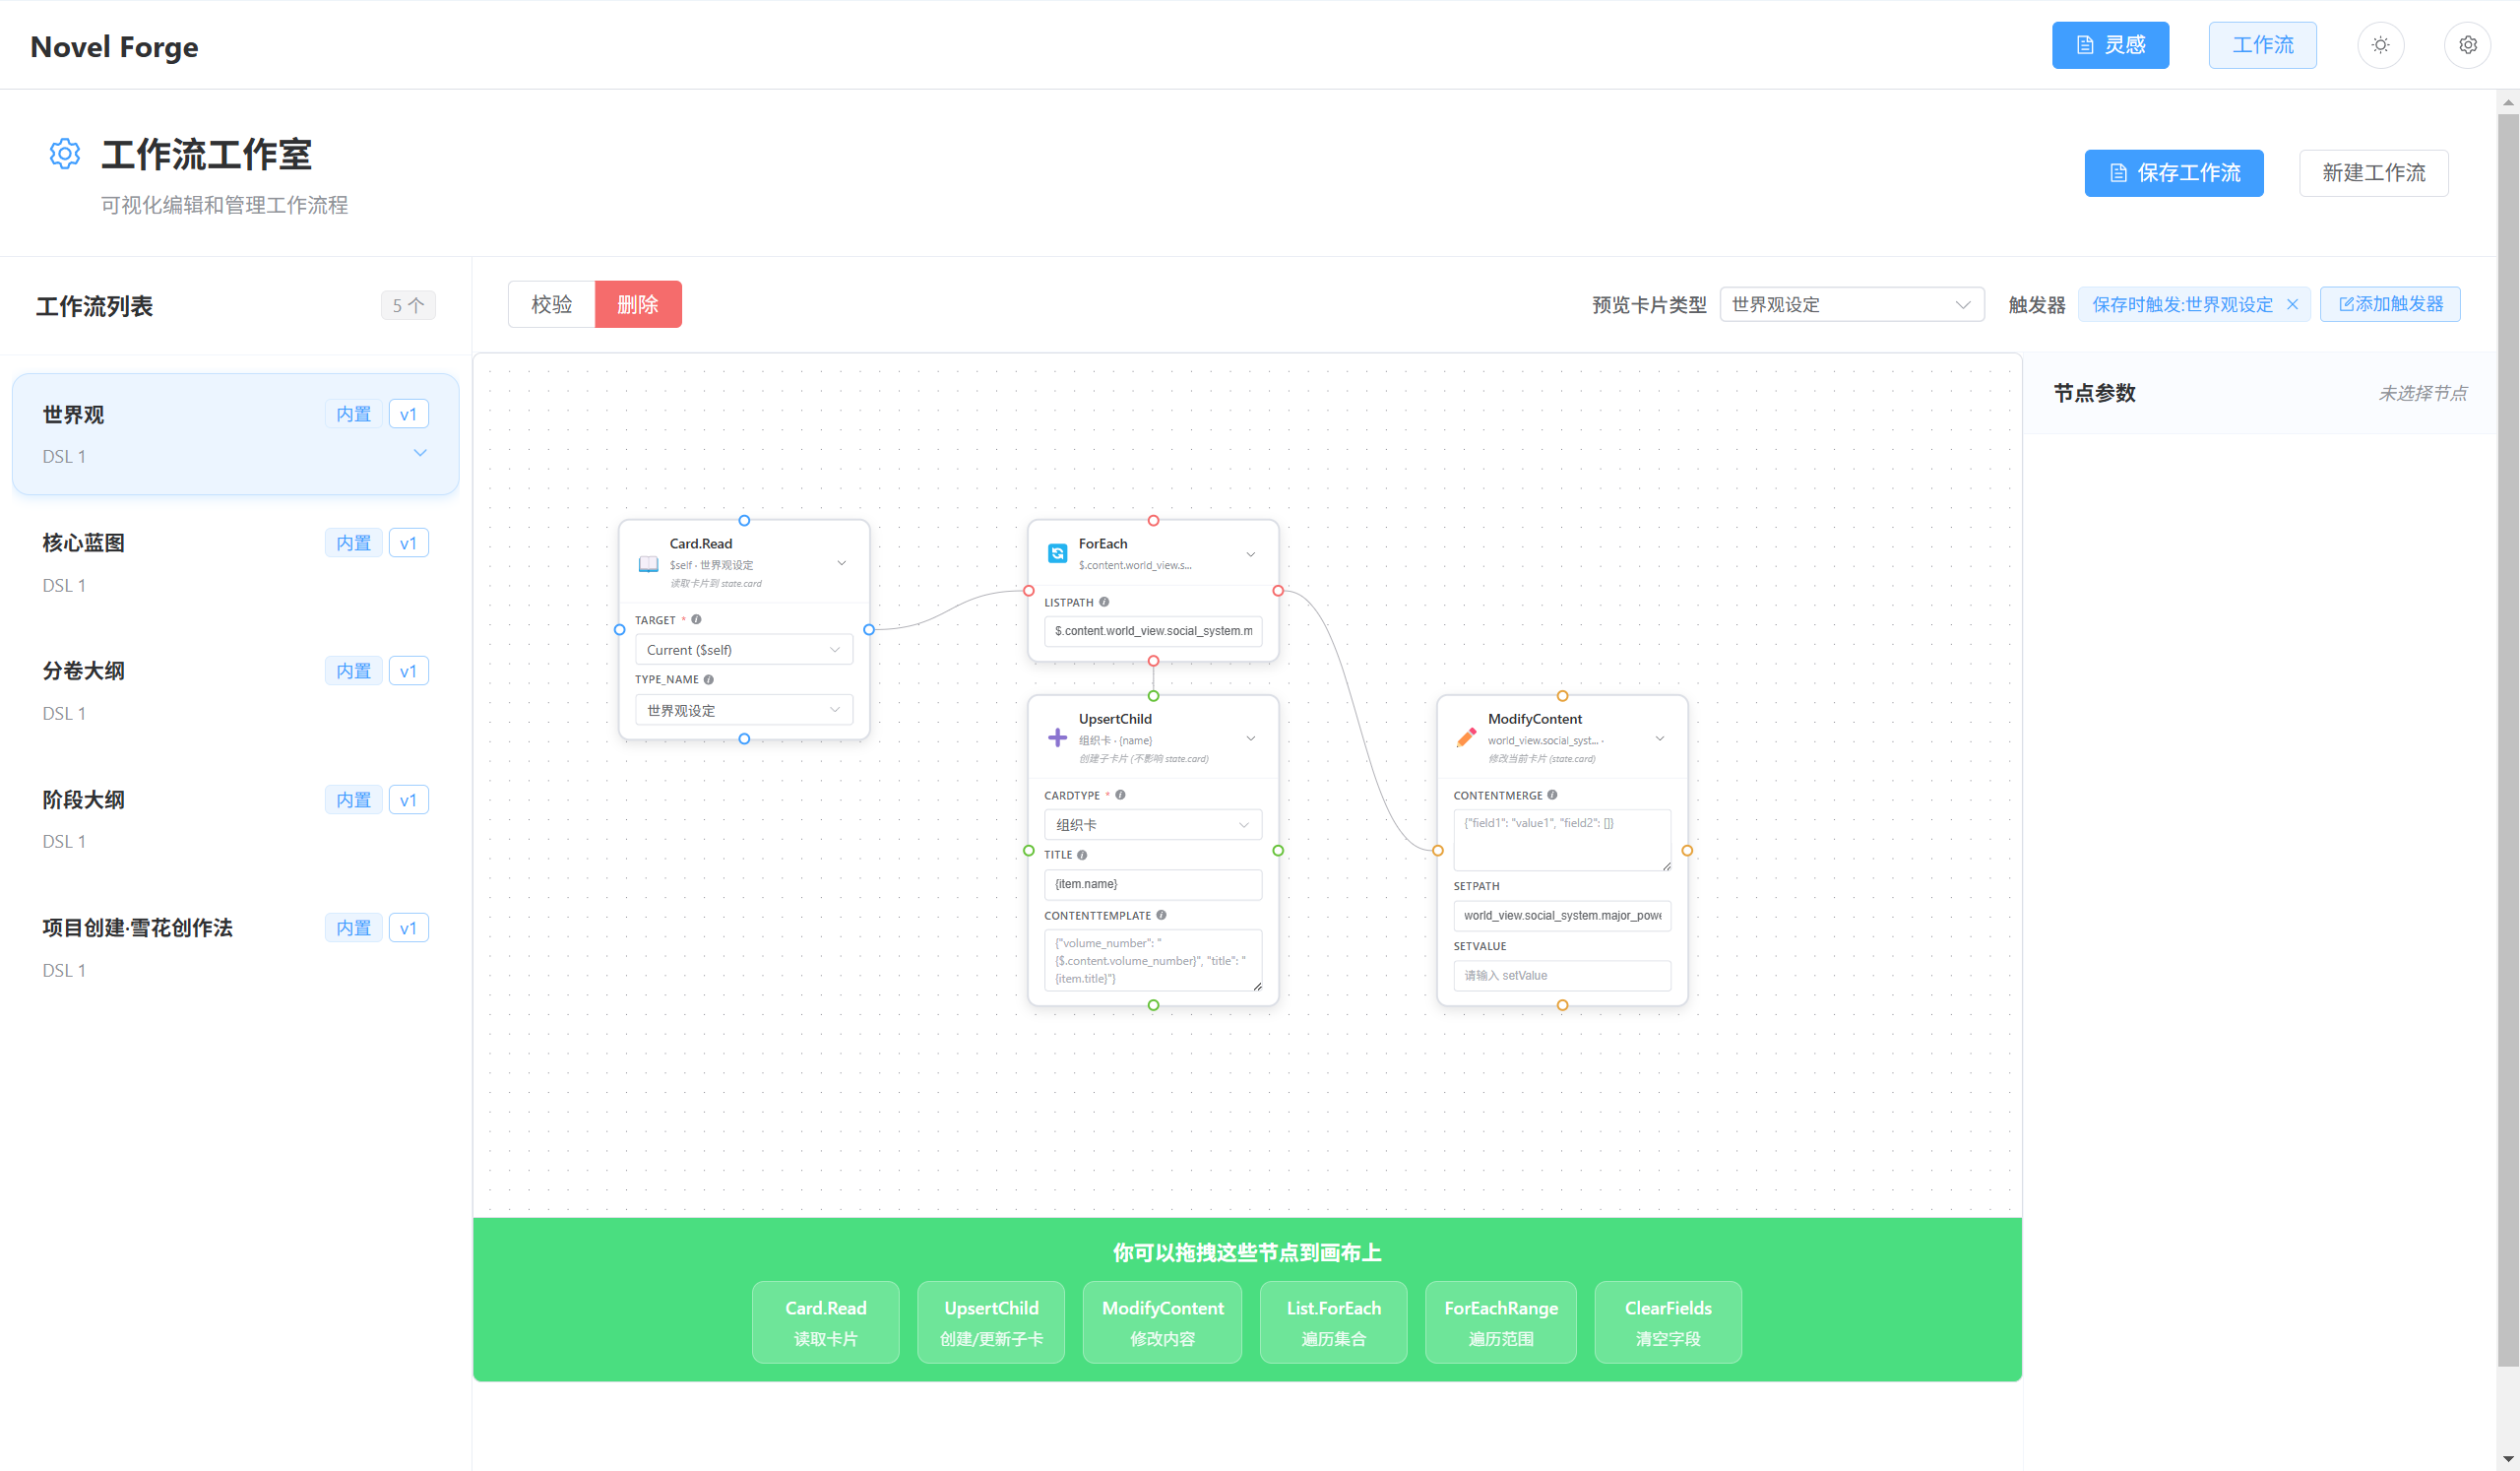 Novel Forge
灵感
工作流
工作流工作室
可视化编辑和管理工作流程
保存工作流
新建工作流
工作流列表
5 个
校验
删除
预览卡片类型
世界观设定
触发器
保存时触发:世界观设定
添加触发器
世界观
内置
v1
DSL 1
核心蓝图
内置
v1
DSL 1
分卷大纲
内置
v1
DSL 1
阶段大纲
内置
v1
DSL 1
项目创建·雪花创作法
内置
v1
DSL 1
Card.Read
$self · 世界观设定
读取卡片到 state.card
TARGET *
Current ($self)
TYPE_NAME
世界观设定
ForEach
$.content.world_view.s...
LISTPATH
$.content.world_view.social_system.m
UpsertChild
组织卡 · {name}
创建子卡片 (不影响 state.card)
CARDTYPE *
组织卡
TITLE
{item.name}
CONTENTTEMPLATE
{"volume_number": "
{$.content.volume_number}", "title": "
{item.title}"}
ModifyContent
world_view.social_syst... ·
修改当前卡片 (state.card)
CONTENTMERGE
{"field1": "value1", "field2": []}
SETPATH
world_view.social_system.major_powe
SETVALUE
请输入 setValue
节点参数
未选择节点
你可以拖拽这些节点到画布上
Card.Read
读取卡片
UpsertChild
创建/更新子卡
ModifyContent
修改内容
List.ForEach
遍历集合
ForEachRange
遍历范围
ClearFields
清空字段